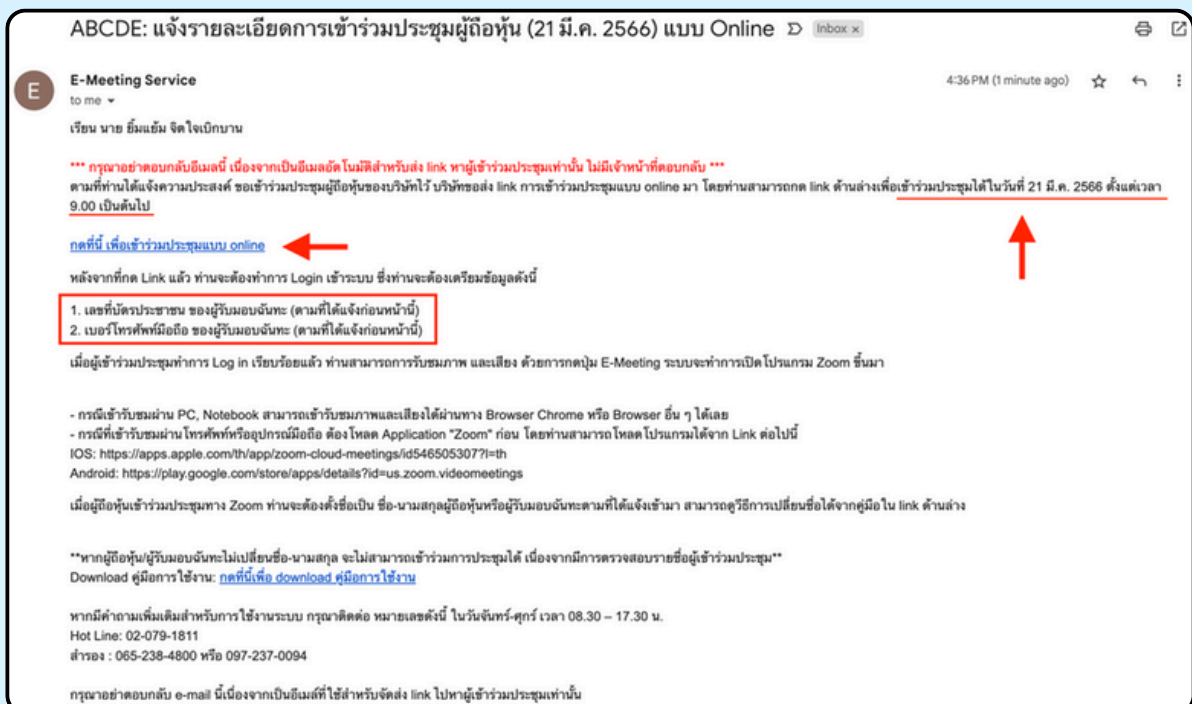 ABCDE: แจ้งรายละเอียดการเข้าร่วมประชุมผู้ถือหุ้น (21 มี.ค. 2566) แบบ Online Inbox x
E
E-Meeting Service
4:36 PM (1 minute ago)
to me
เรียน นาย ยิ้มแย้ม จิตใจเบิกบาน
*** กรุณาอย่าตอบกลับอีเมลนี้ เนื่องจากเป็นอีเมลอัตโนมัติสำหรับส่ง link หาผู้เข้าร่วมประชุมเท่านั้น ไม่มีเจ้าหน้าที่ตอบกลับ ***
ตามที่ท่านได้แจ้งความประสงค์ ขอเข้าร่วมประชุมผู้ถือหุ้นของบริษัทไว้ บริษัทขอส่ง link การเข้าร่วมประชุมแบบ online มา โดยท่านสามารถกด link ด้านล่างเพื่อเข้าร่วมประชุมได้ในวันที่ 21 มี.ค. 2566 ตั้งแต่เวลา
9.00 เป็นต้นไป
กดที่นี่ เพื่อเข้าร่วมประชุมแบบ online
หลังจากที่กด Link แล้ว ท่านจะต้องทำการ Login เข้าระบบ ซึ่งท่านจะต้องเตรียมข้อมูลดังนี้
1. เลขที่บัตรประชาชน ของผู้รับมอบฉันทะ (ตามที่ได้แจ้งก่อนหน้านี้)
2. เบอร์โทรศัพท์มือถือ ของผู้รับมอบฉันทะ (ตามที่ได้แจ้งก่อนหน้านี้)
เมื่อผู้เข้าร่วมประชุมทำการ Log in เรียบร้อยแล้ว ท่านสามารถการรับชมภาพ และเสียง ด้วยการกดปุ่ม E-Meeting ระบบจะทำการเปิดโปรแกรม Zoom ขึ้นมา
- กรณีเข้ารับชมผ่าน PC, Notebook สามารถเข้ารับชมภาพและเสียงได้ผ่านทาง Browser Chrome หรือ Browser อื่น ๆ ได้เลย
- กรณีที่เข้ารับชมผ่านโทรศัพท์หรืออุปกรณ์มือถือ ต้องโหลด Application "Zoom" ก่อน โดยท่านสามารถโหลดโปรแกรมได้จาก Link ต่อไปนี้
IOS: https://apps.apple.com/th/app/zoom-cloud-meetings/id546505307?l=th
Android: https://play.google.com/store/apps/details?id=us.zoom.videomeetings
เมื่อผู้ถือหุ้นเข้าร่วมประชุมทาง Zoom ท่านจะต้องตั้งชื่อเป็น ชื่อ-นามสกุลผู้ถือหุ้นหรือผู้รับมอบฉันทะตามที่ได้แจ้งเข้ามา สามารถดูวิธีการเปลี่ยนชื่อได้จากคู่มือใน link ด้านล่าง
**หากผู้ถือหุ้น/ผู้รับมอบฉันทะไม่เปลี่ยนชื่อ-นามสกุล จะไม่สามารถเข้าร่วมการประชุมได้ เนื่องจากมีการตรวจสอบรายชื่อผู้เข้าร่วมประชุม**
Download คู่มือการใช้งาน: กดที่นี่เพื่อ download คู่มือการใช้งาน
หากมีคำถามเพิ่มเติมสำหรับการใช้งานระบบ กรุณาติดต่อ หมายเลขดังนี้ ในวันจันทร์-ศุกร์ เวลา 08.30 – 17.30 น.
Hot Line: 02-079-1811
สำรอง : 065-238-4800 หรือ 097-237-0094
กรุณาอย่าตอบกลับ e-mail นี้เนื่องจากเป็นอีเมล์ที่ใช้สำหรับจัดส่ง link ไปหาผู้เข้าร่วมประชุมเท่านั้น